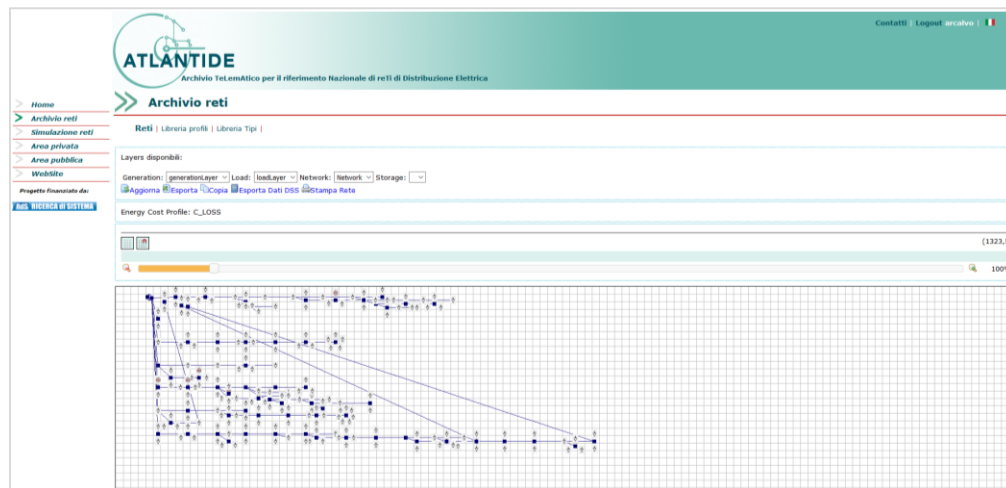 Contatti | Logout arcalvo |
ATLANTIDE
Archivio TeLemAtico per il riferimento Nazionale di reTi di Distribuzione Elettrica
Home
Archivio reti
Simulazione reti
Area privata
Area pubblica
WebSite
Progetto finanziato da:
RdS RICERCA di SISTEMA
Archivio reti
Reti | Libreria profili | Libreria Tipi |
Layers disponibili:
Generation: generationLayer Load: loadLayer Network: Network Storage:
Aggiorna Esporta Copia Esporta Dati DSS Stampa Rete
Energy Cost Profile: C_LOSS
(1323,
100%